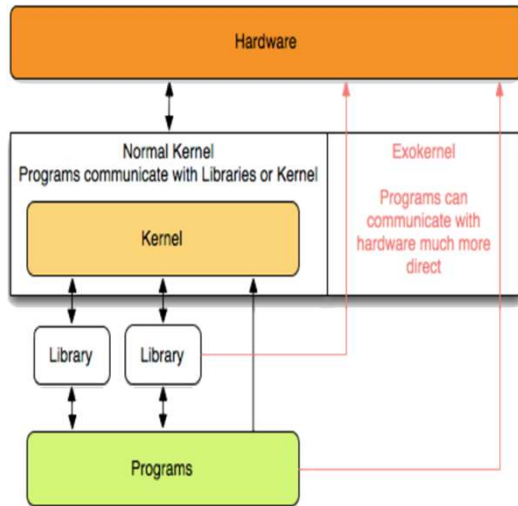 Hardware
Normal Kernel
Programs communicate with Libraries or Kernel
Kernel
Exokernel
Programs can
communicate with
hardware much more
direct
Library
Library
Programs